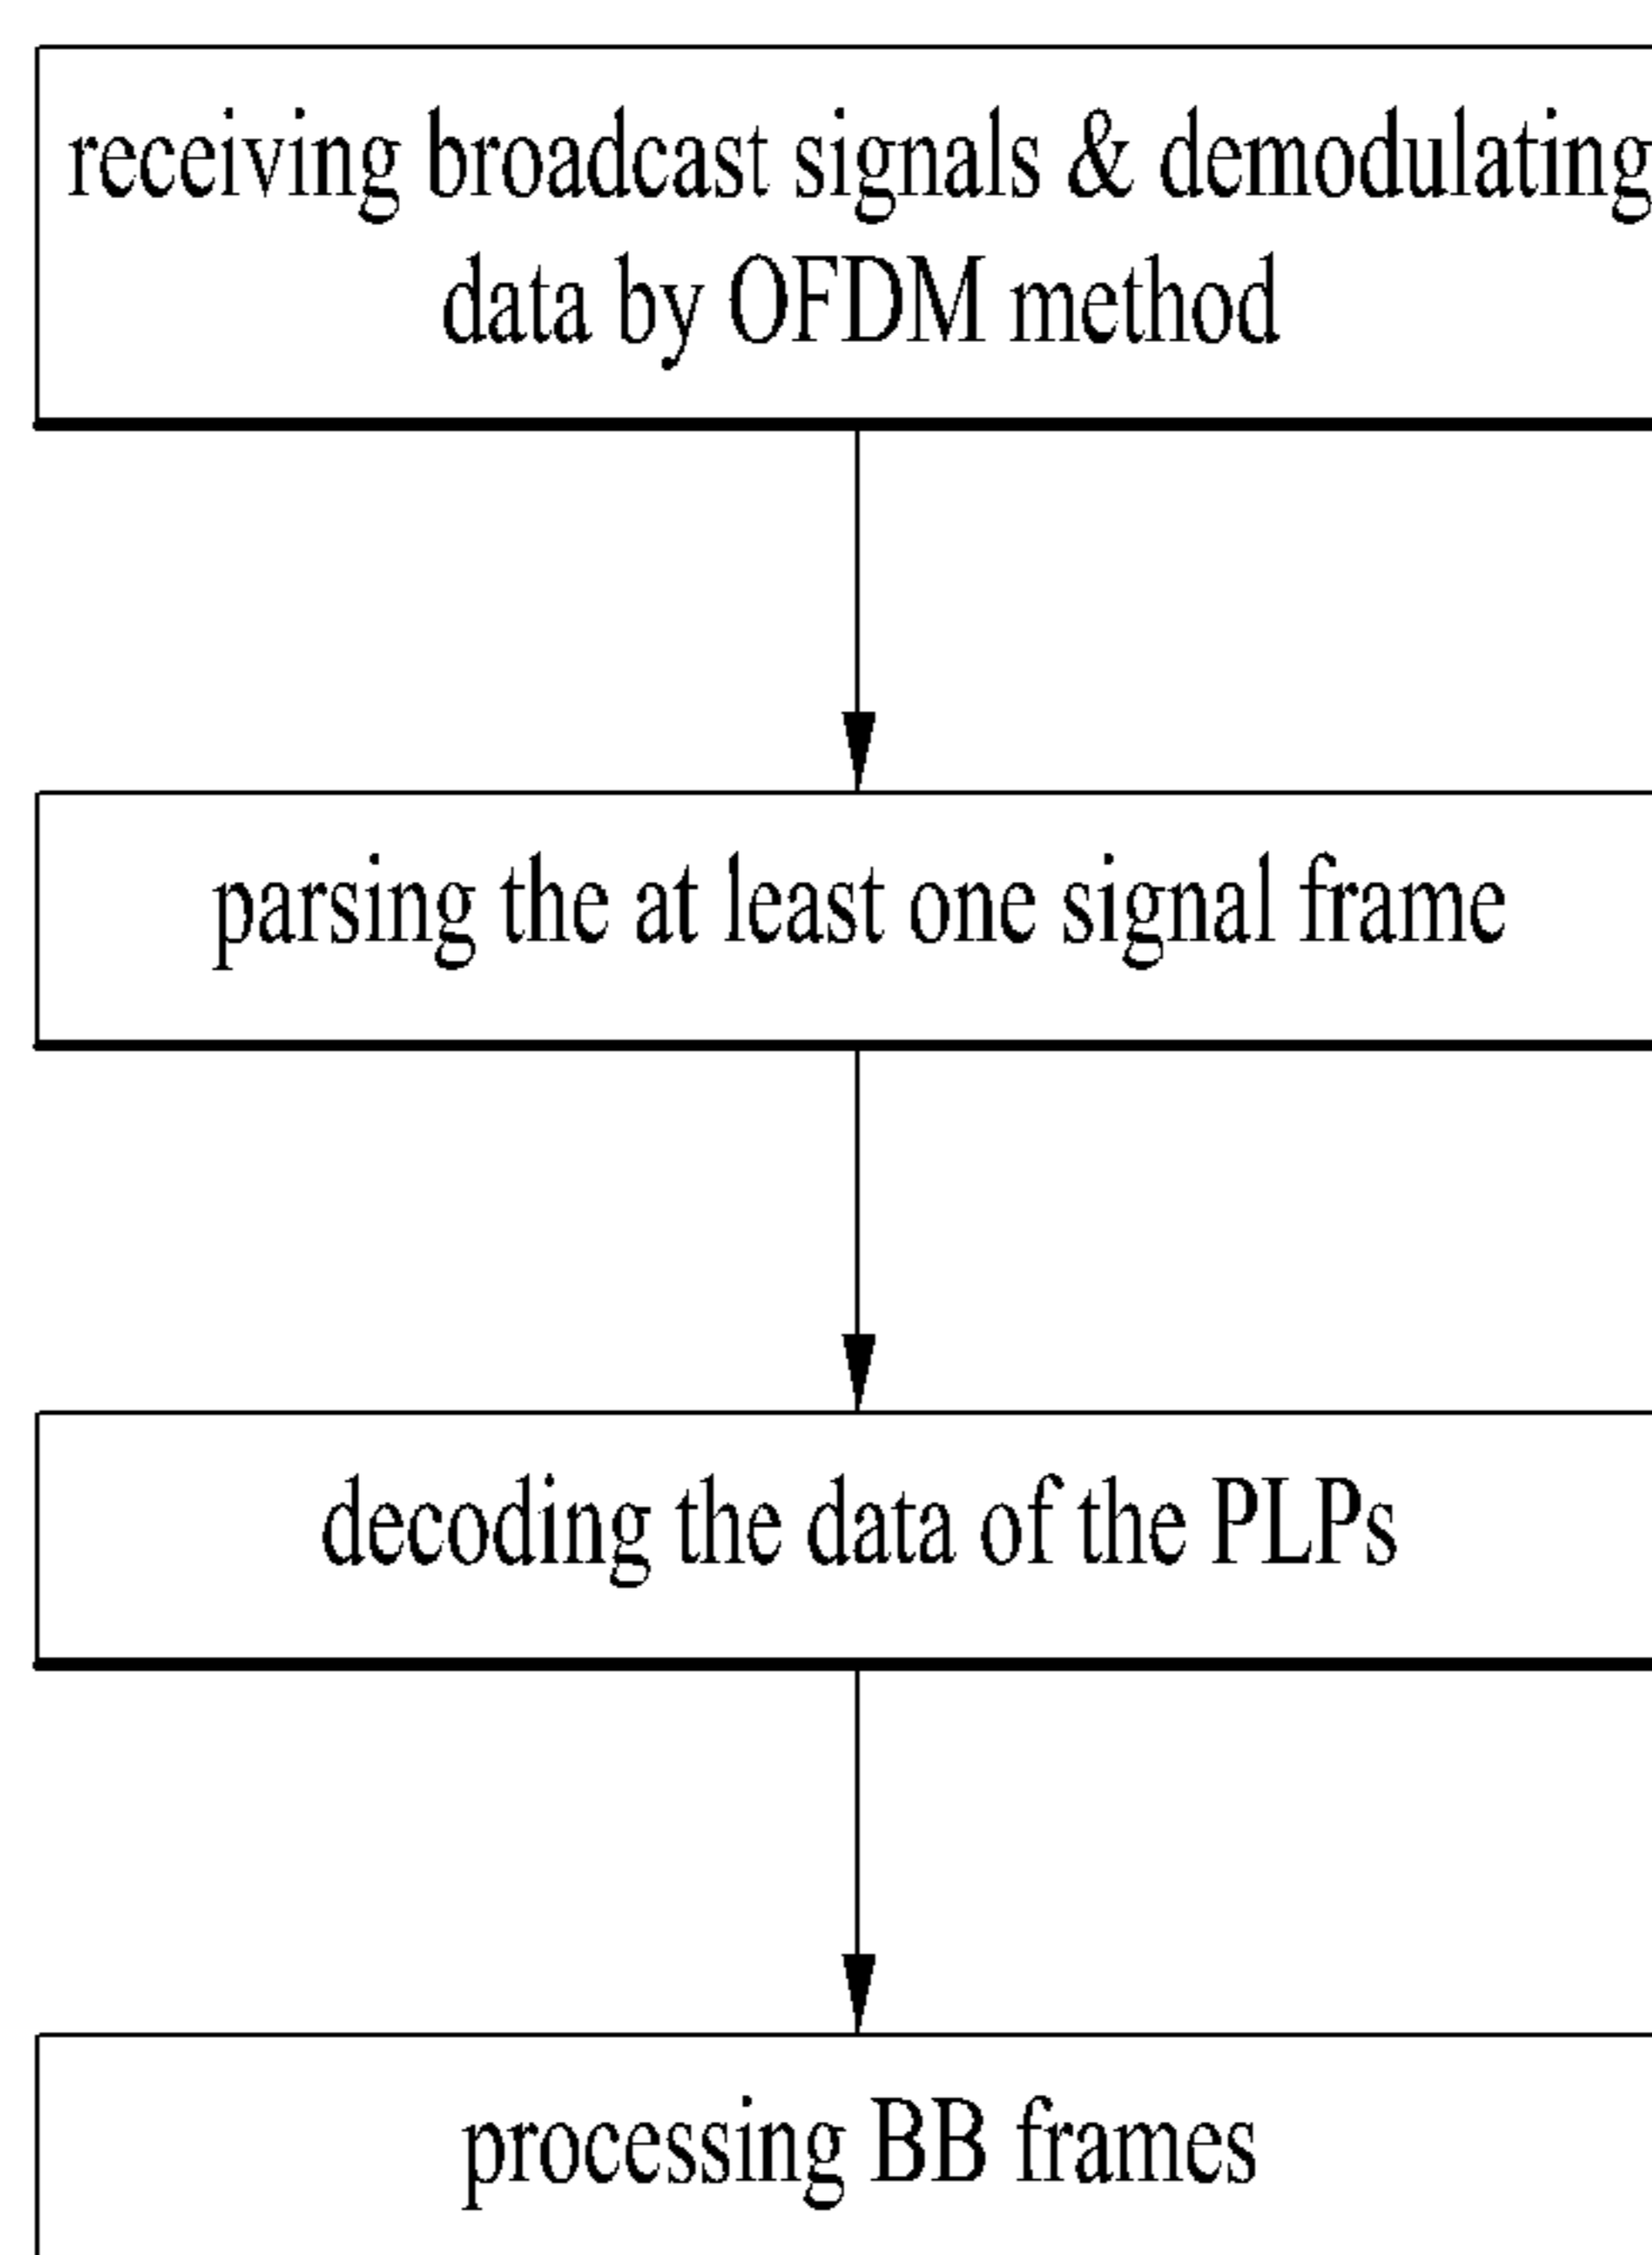 receiving broadcast signals & demodulating
data by OFDM method
parsing the at least one signal frame
decoding the data of the PLPs
processing BB frames